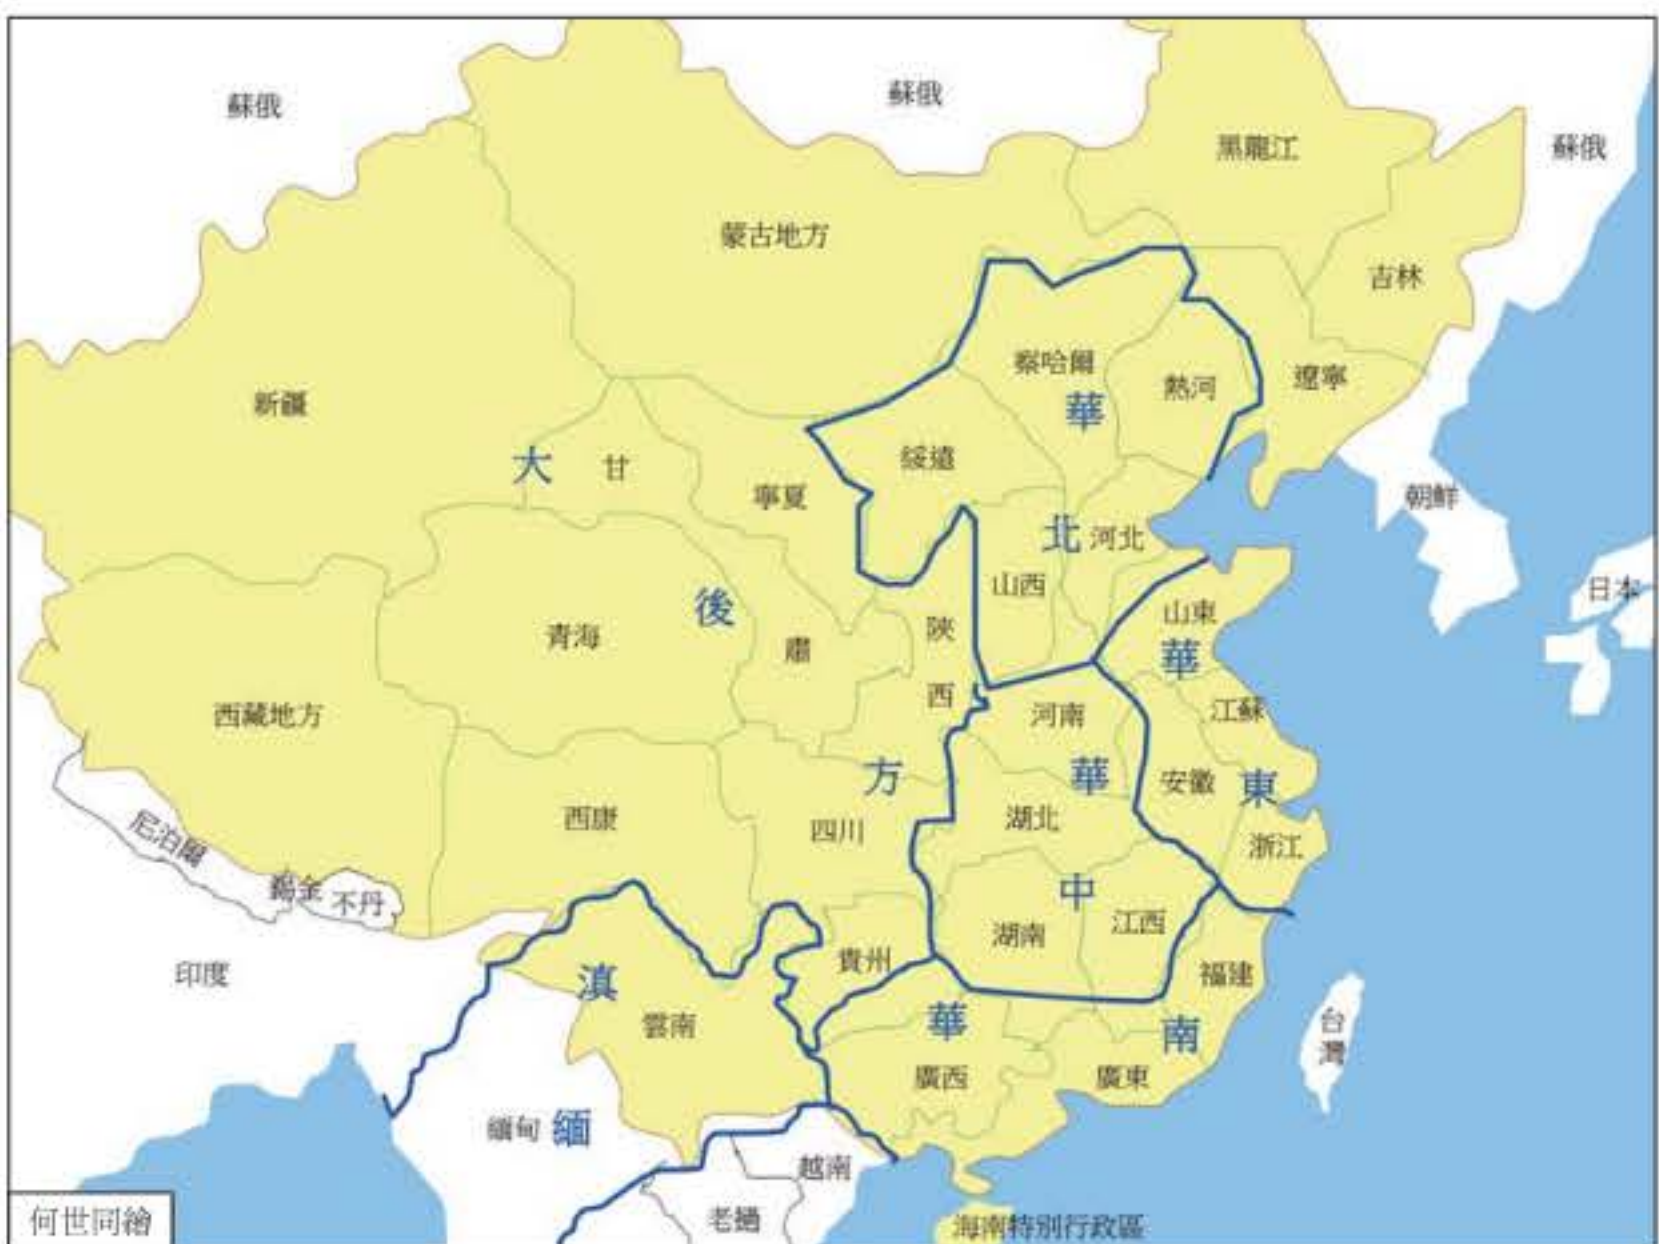 蘇俄
蘇俄
蘇俄
黑龍江
蒙古地方
吉林
察哈爾
熱河
遼寧
新疆
華
綏遠
大
甘
寧夏
朝鮮
北
河北
山西
日本
山東
後
青海
陝
西
肅
華
西藏地方
河南
江蘇
華
安徽
東
方
西康
四川
湖北
浙江
尼泊爾
錫金
不丹
中
湖南
江西
貴州
福建
印度
滇
雲南
華
南
台
灣
廣西
廣東
緬甸
緬
越南
老撾
何世同繪
海南特別行政區